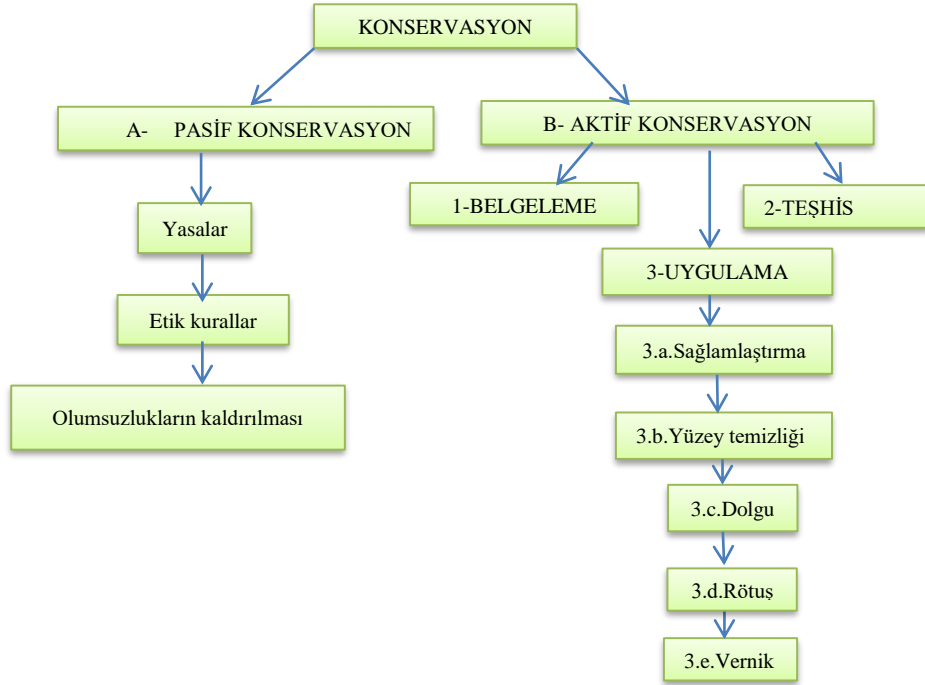 KONSERVASYON
A- PASİF KONSERVASYON
B- AKTİF KONSERVASYON
1-BELGELEME
2-TEŞHİS
Yasalar
3-UYGULAMA
Etik kurallar
3.a.Sağlamlaştırma
Olumsuzlukların kaldırılması
3.b.Yüzey temizliği
3.c.Dolgu
3.d.Rötuş
3.e.Vernik